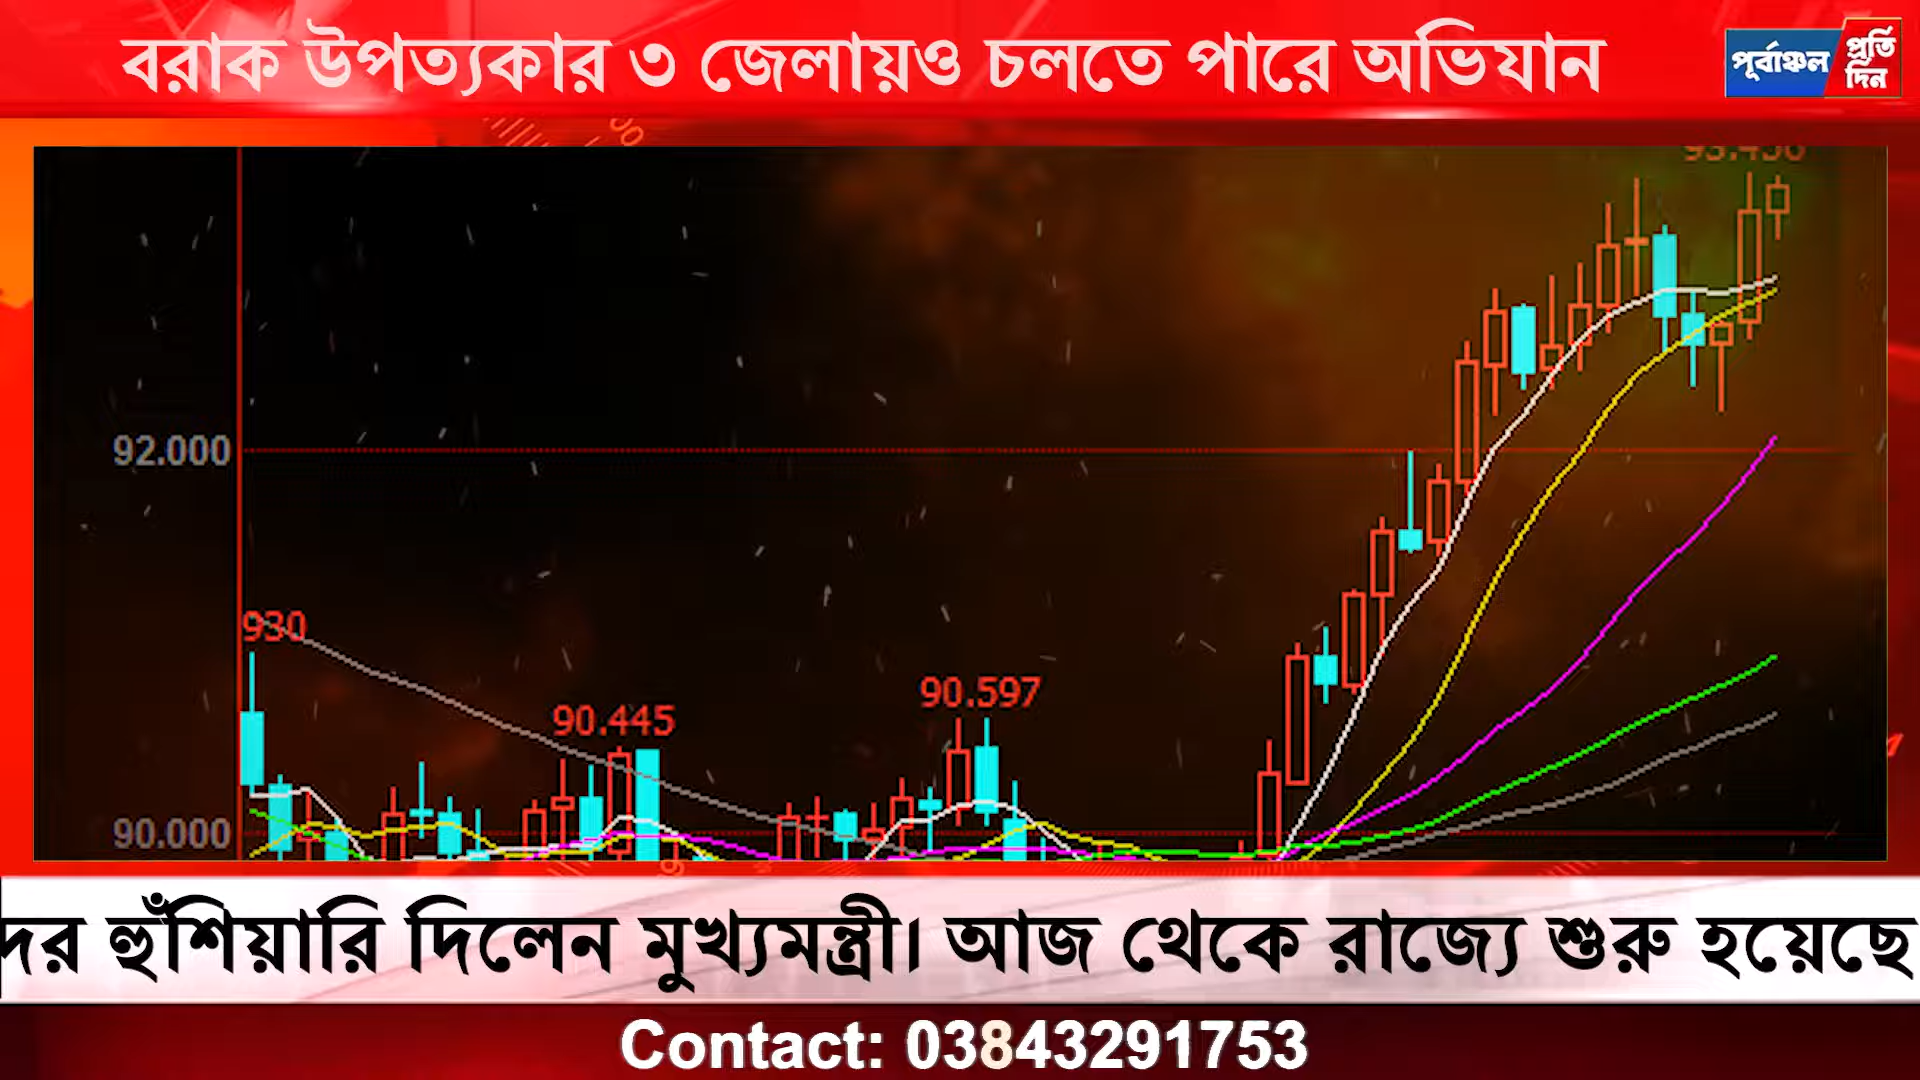 বরাক উপত্যকার ৩ জেলায়ও চলতে পারে অভিযান
পূর্বাঞ্চল
প্রতি
দিন
92.000
930
90.597
90.445
90.000
হুঁশিয়ারি দিলেন মুখ্যমন্ত্রী। আজ থেকে রাজ্যে শুরু হয়েছে
Contact: 03843291753